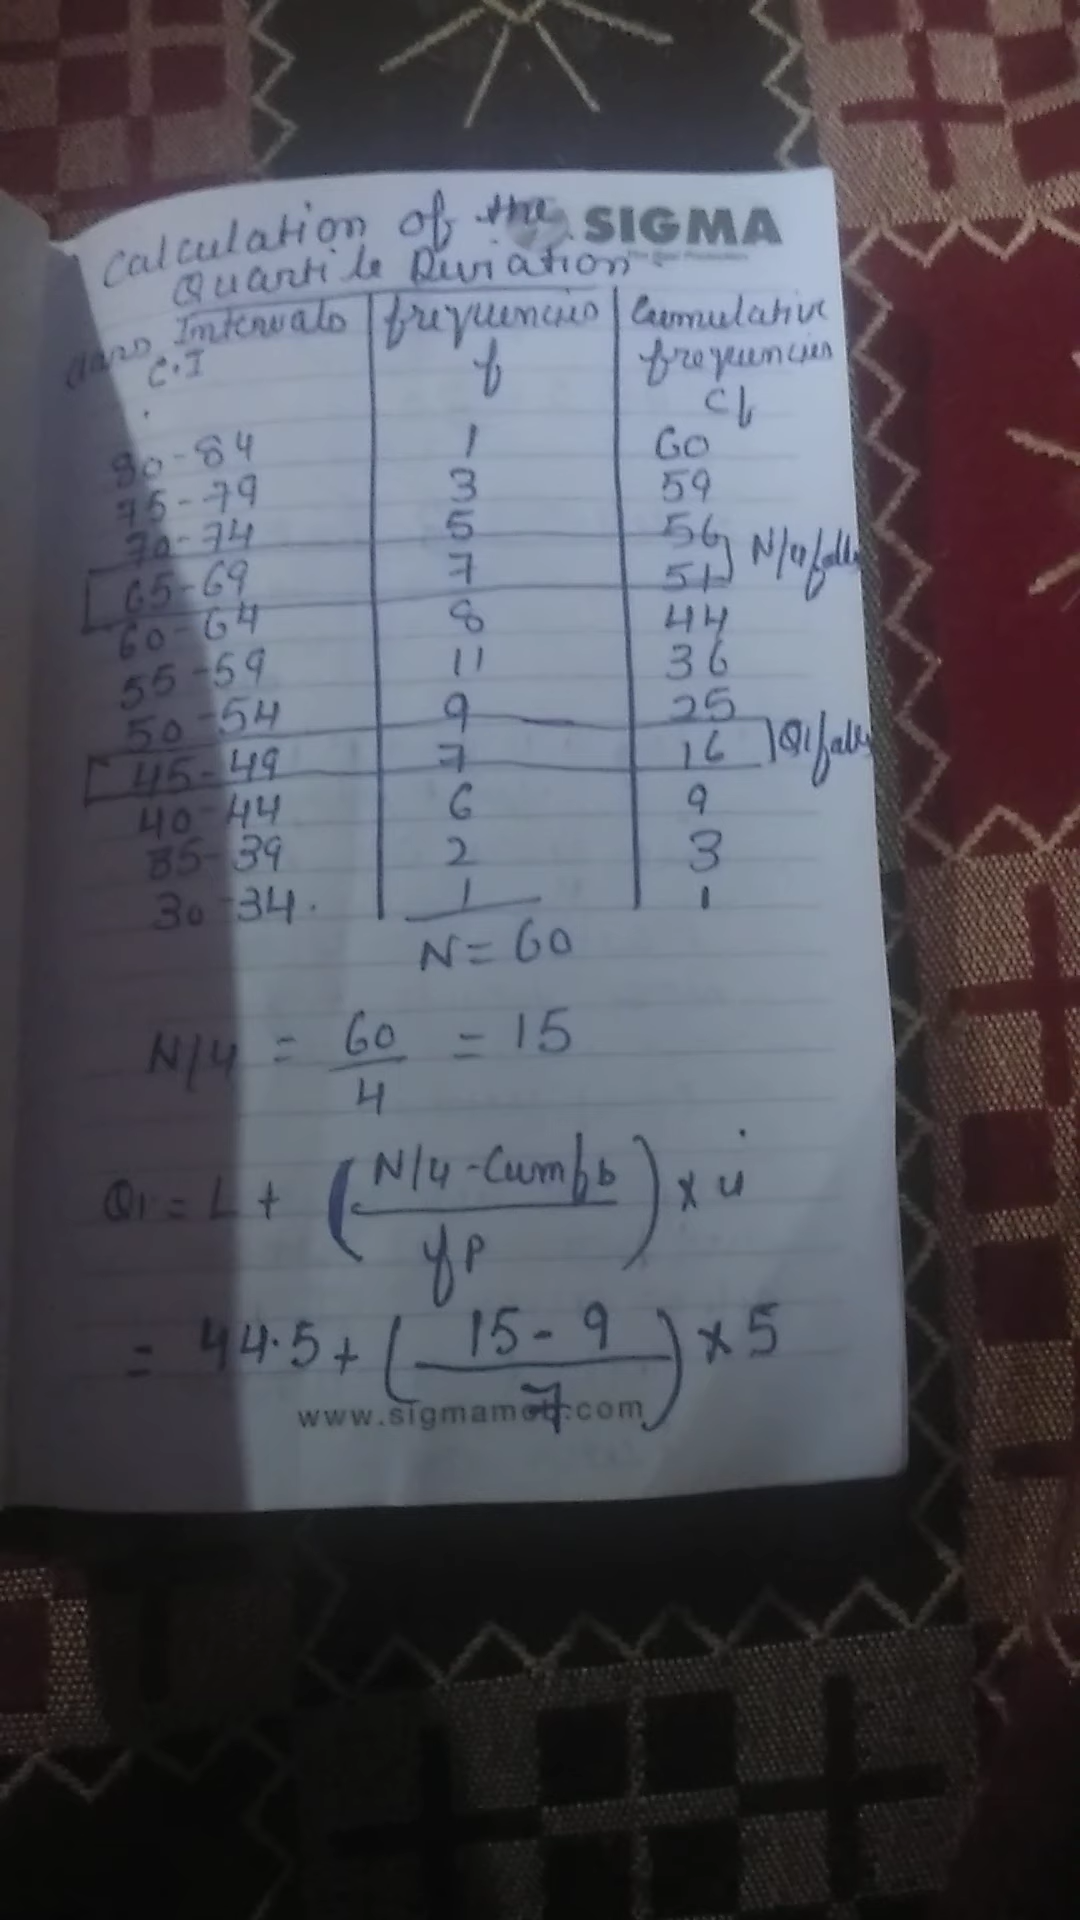 Calculation of the
SIGMA
Quartile Deviation
Class Intervals frequencies Cumulative
C.I f frequencies
cf
80-84 1 60
75-79 3 59
70-74 5 56
65-69 7 51 N/4 falls
60-64 8 44
55-59 11 36
50-54 9 25
45-49 7 16 Q1 falls
40-44 6 9
35-39 2 3
30-34. 1 1
N = 60
N/4 = 60/4 = 15
Q1 = L + (N/4 - Cumfb / fp) × i
= 44.5 + (15 - 9 / 7) × 5